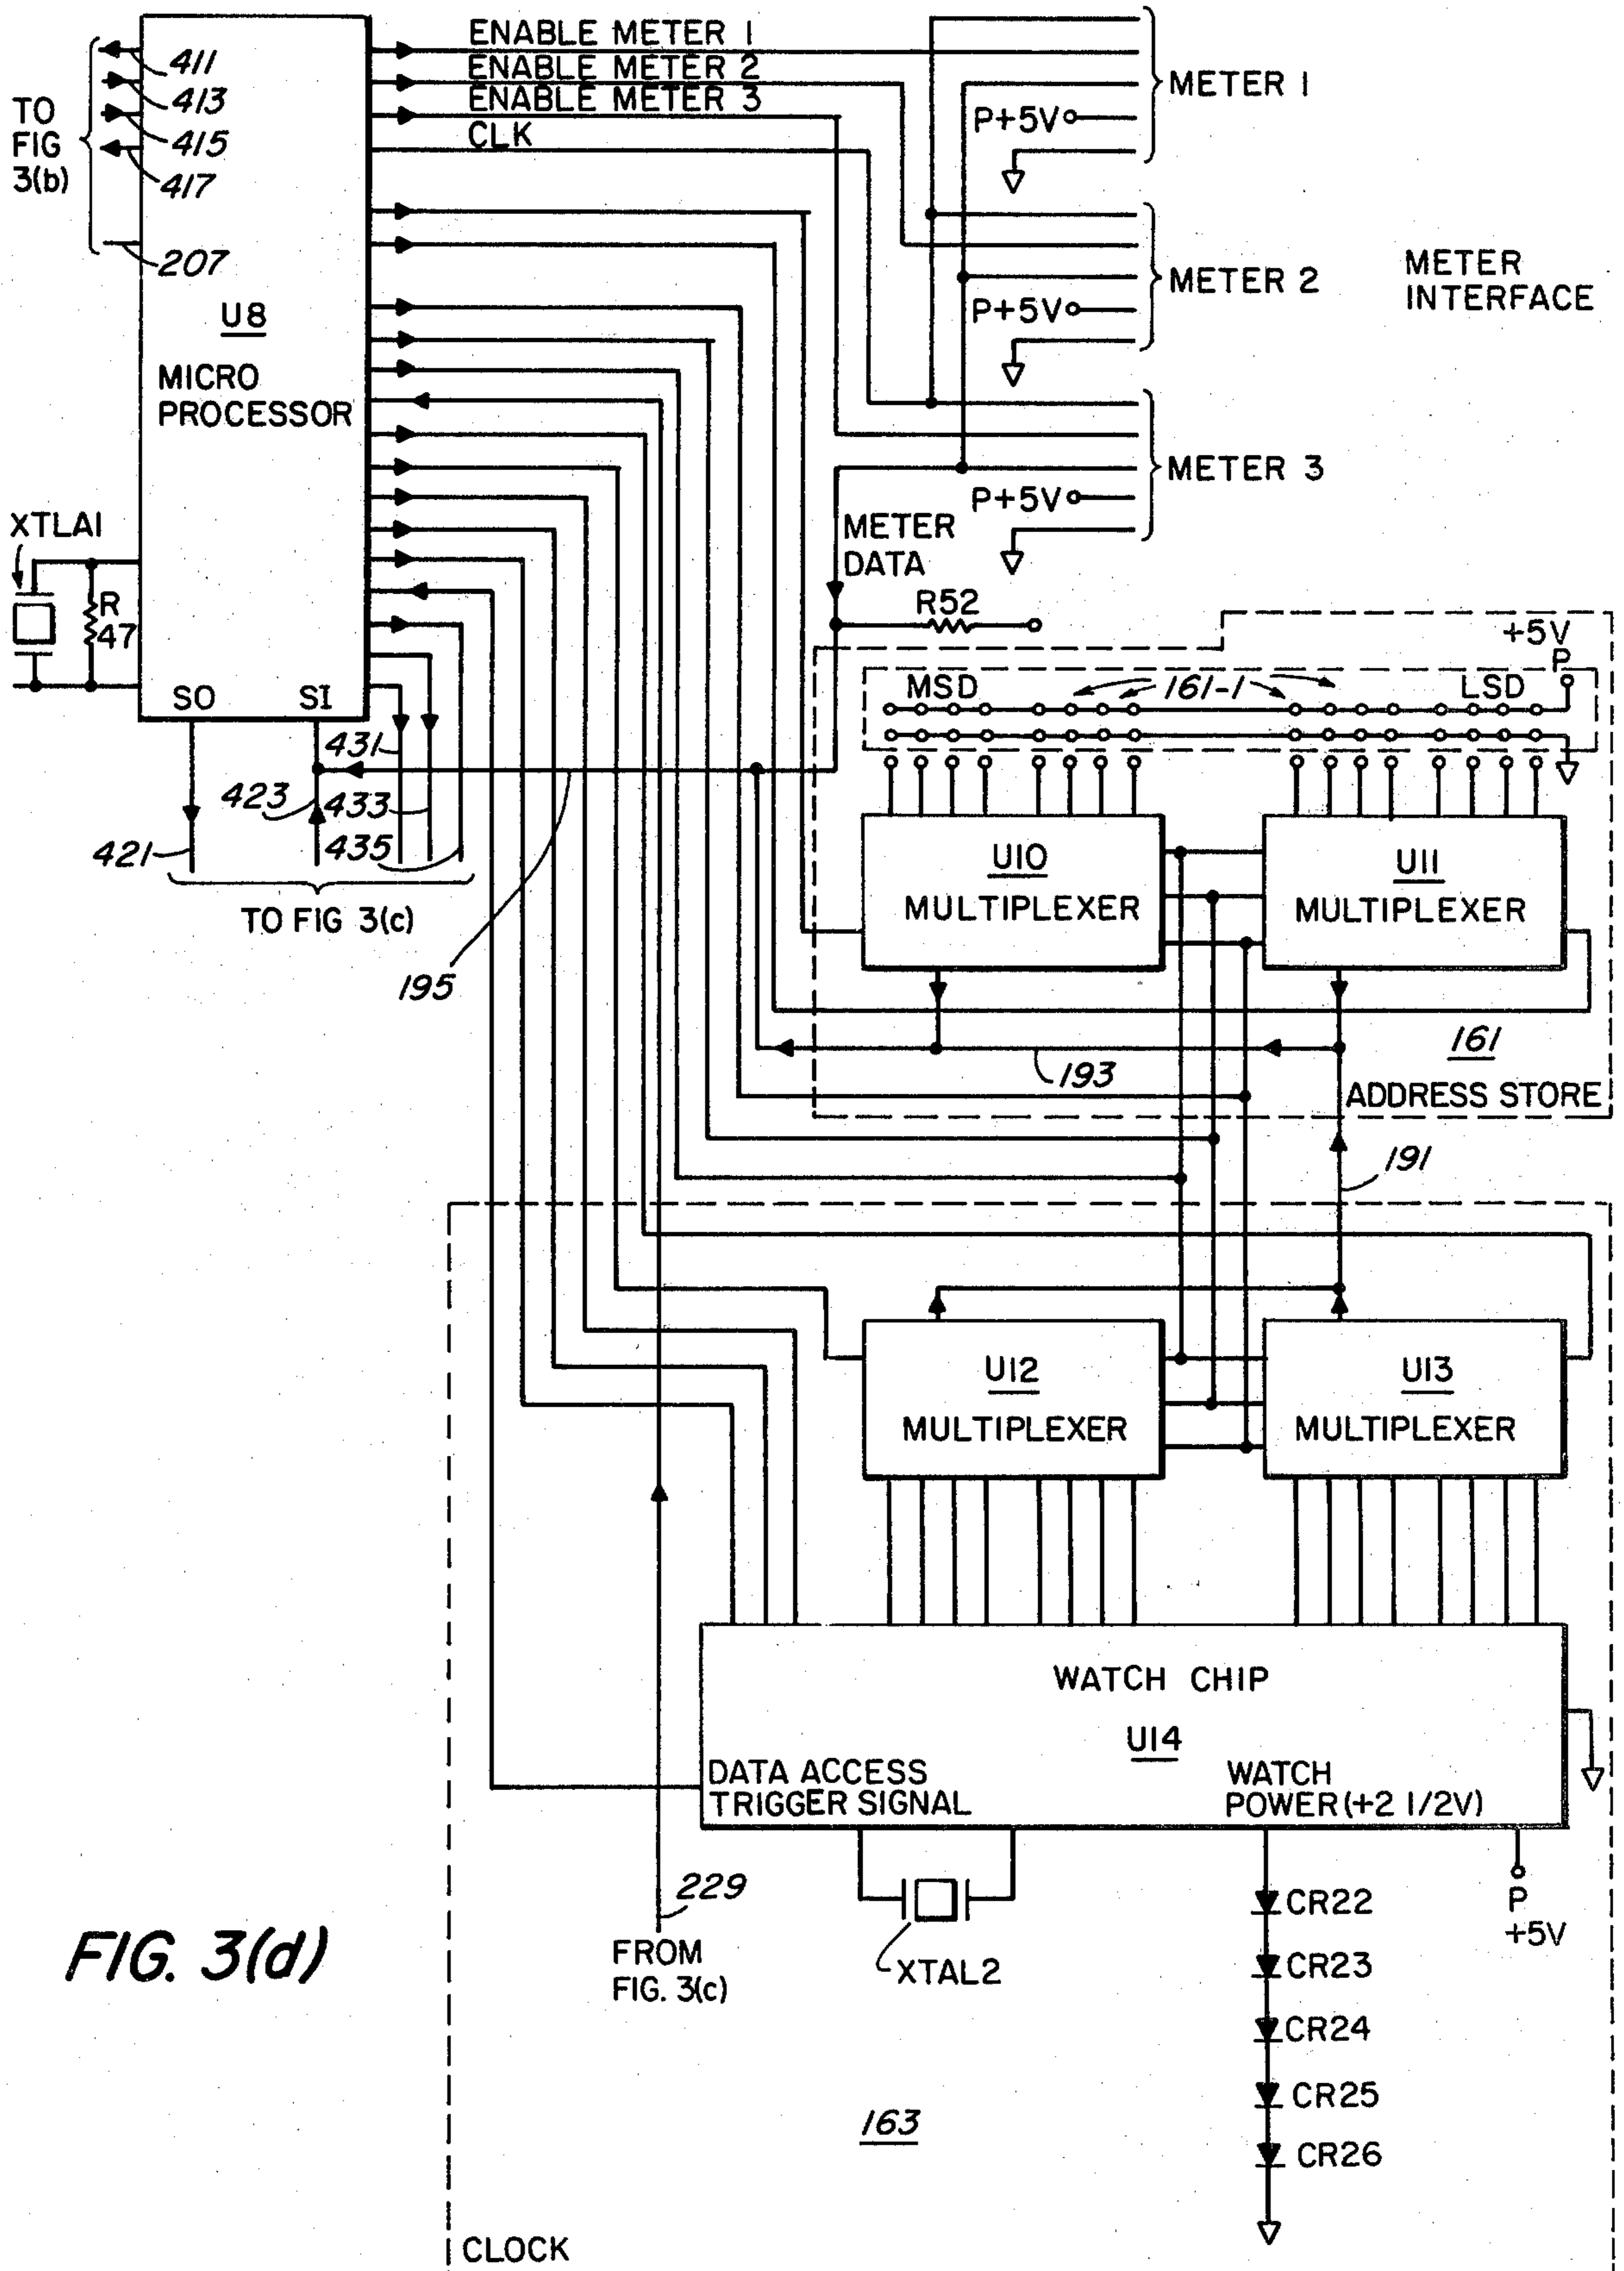 ENABLE METER 1
ENABLE METER 2
ENABLE METER 3
CLK
411
413
415
417
207
TO
FIG
3(b)
U8
MICRO
PROCESSOR
XTLA1
R
47
SO
SI
421
423
431
433
435
TO FIG 3(c)
195
METER 1
P+5V
METER 2
P+5V
METER 3
P+5V
METER
INTERFACE
METER
DATA
R52
+5V
P
MSD
161-1
LSD
U10
MULTIPLEXER
U11
MULTIPLEXER
193
161
ADDRESS STORE
191
U12
MULTIPLEXER
U13
MULTIPLEXER
WATCH CHIP
U14
DATA ACCESS
TRIGGER SIGNAL
WATCH
POWER (+2 1/2V)
229
FROM
FIG. 3(c)
XTAL2
CR22
CR23
CR24
CR25
CR26
P
+5V
163
CLOCK
FIG. 3(d)